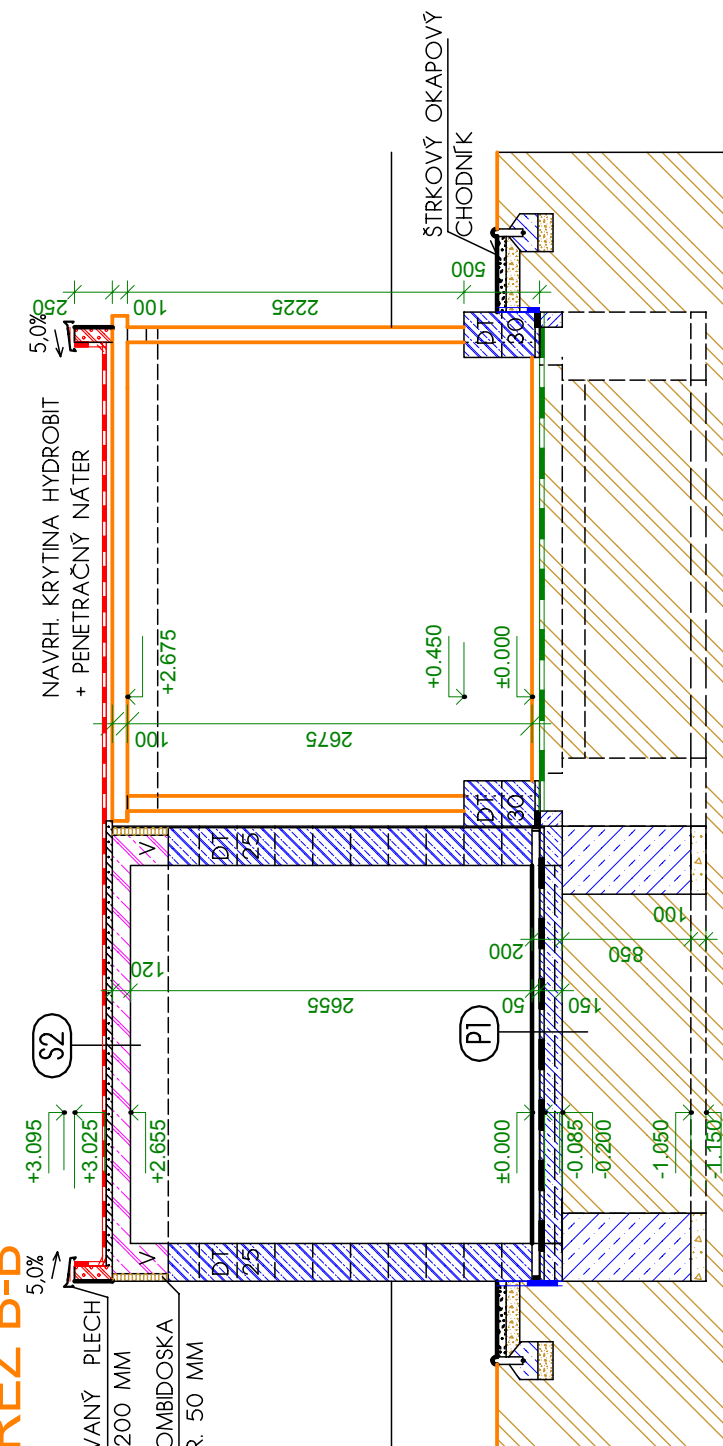 REZ B-B
ŠTRKOVÝ OKAPOVÝ
CHODNÍK
NAVRH. KRYTINA HYDROBIT
+ PENETRAČNÝ NÁTER
5,0%
250
100
2225
500
DT
30
+2.675
+0.450
±0.000
100
2675
DT
30
V
DT
25
120
2655
200
50
150
100
850
S2
P1
+3.095
+3.025
+2.655
±0.000
-0.085
-0.200
-1.050
-1.150
5,0%
V
DT
25
VANÝ PLECH
200 MM
OMBIDOSKA
R. 50 MM